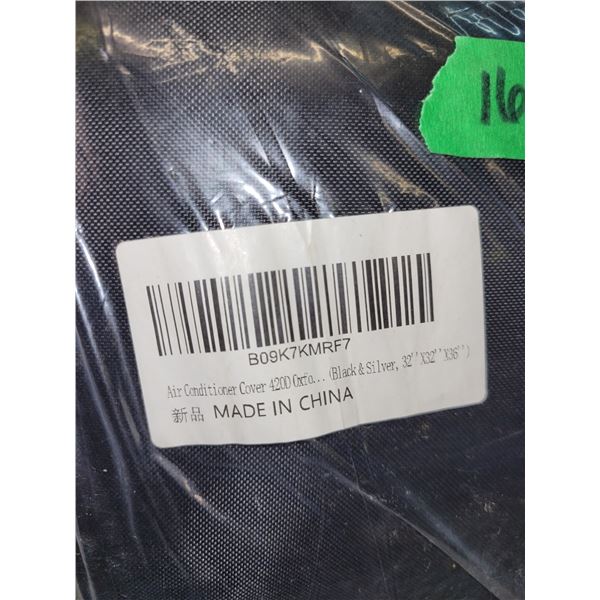 16
B09K7KMRF7
Air Conditioner Cover 420D Oxfo... (Black & Silver, 32''X32''X36'')
新品 MADE IN CHINA